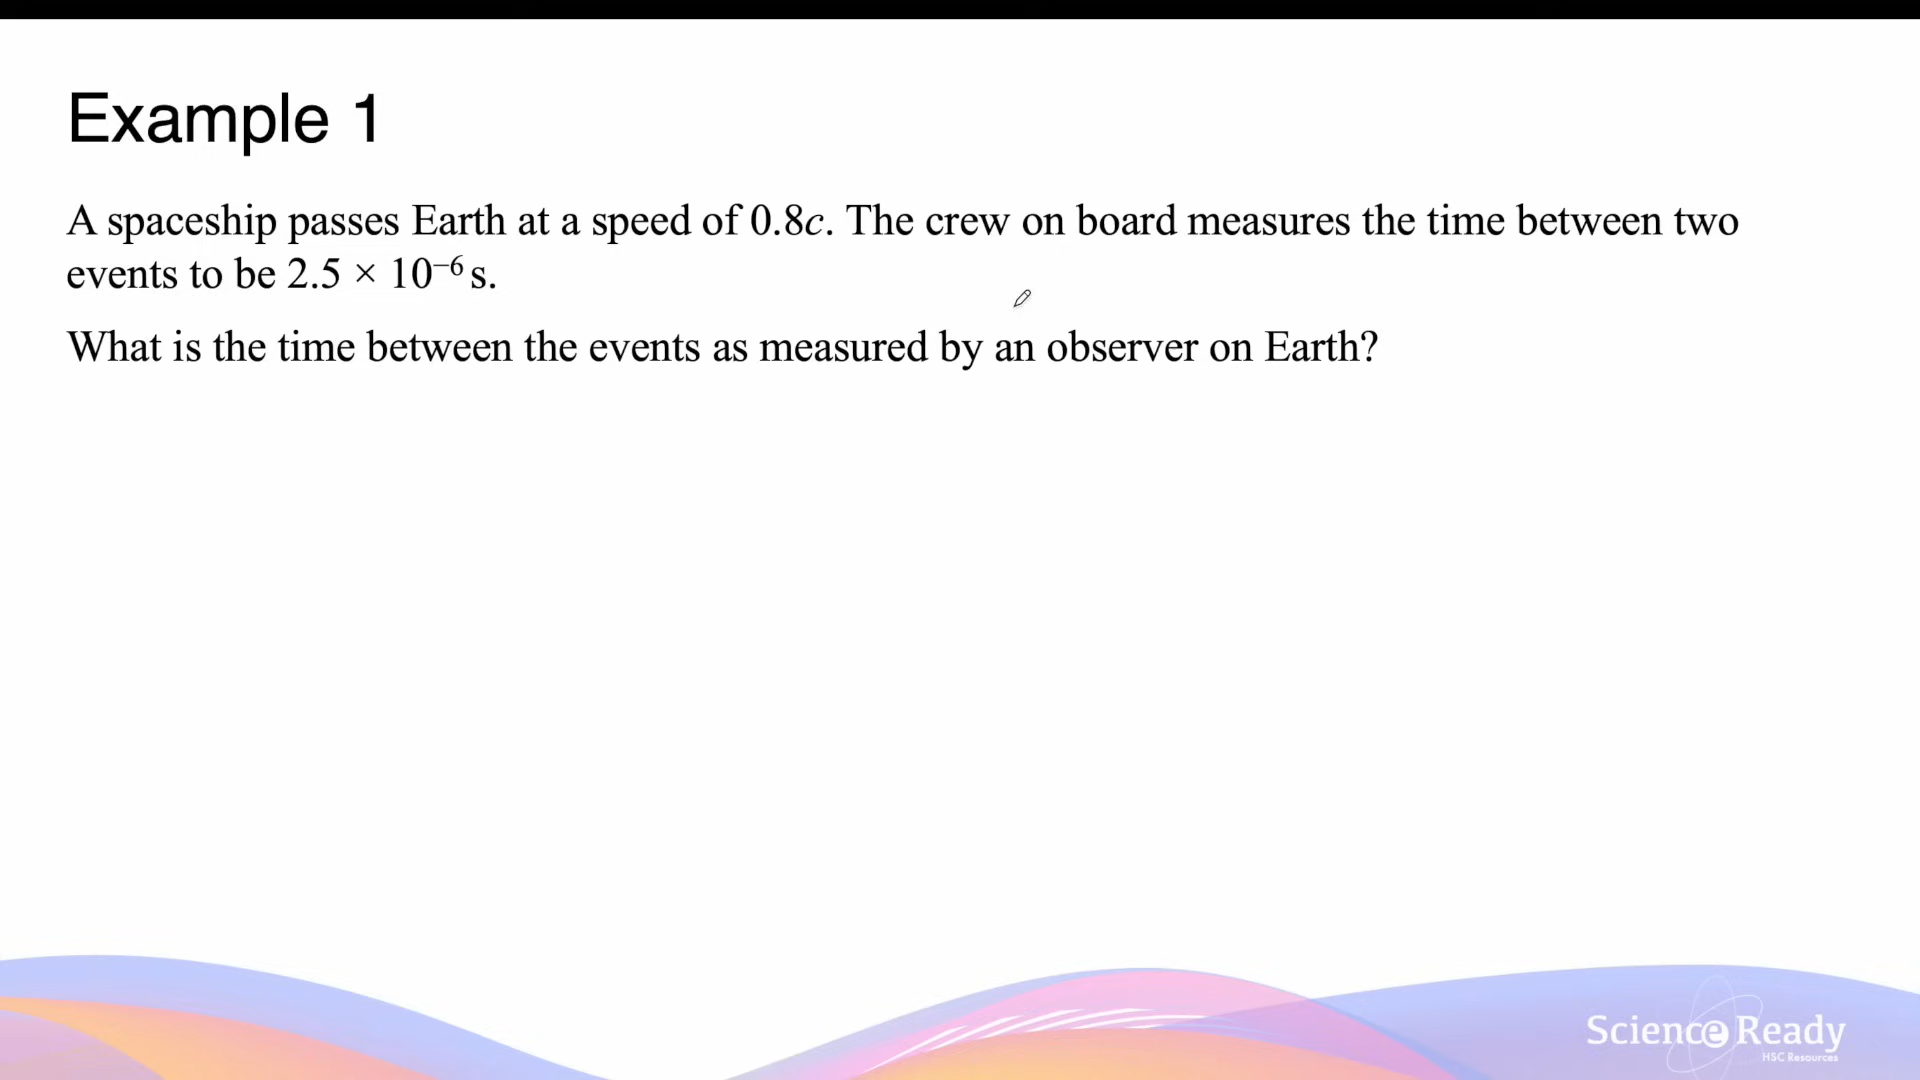 Example 1
A spaceship passes Earth at a speed of 0.8c. The crew on board measures the time between two
events to be 2.5 × 10⁻⁶ s.
What is the time between the events as measured by an observer on Earth?
Science Ready
HSC Resources